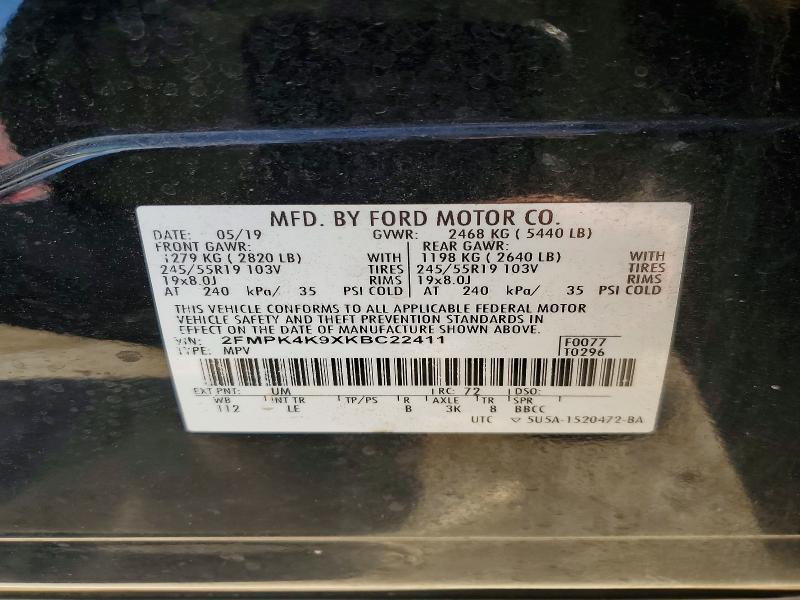 MFD. BY FORD MOTOR CO.
DATE: 05/19 GVWR: 2468 KG ( 5440 LB)
FRONT GAWR: REAR GAWR:
1279 KG ( 2820 LB) WITH 1198 KG ( 2640 LB) WITH
245/55R19 103V TIRES 245/55R19 103V TIRES
19x8.0J RIMS 19x8.0J RIMS
AT 240 kPa/ 35 PSI COLD AT 240 kPa/ 35 PSI COLD
THIS VEHICLE CONFORMS TO ALL APPLICABLE FEDERAL MOTOR
VEHICLE SAFETY AND THEFT PREVENTION STANDARDS IN
EFFECT ON THE DATE OF MANUFACTURE SHOWN ABOVE.
VIN: 2FMPK4K9XKBC22411 F0077
TYPE: MPV T0296
EXT PNT: UM RC: 72 DSO:
WB INT TR TP/PS R AXLE TR SPR
112 LE B 3K 8 BBCC
UTC ▽ 5U5A-1520472-BA